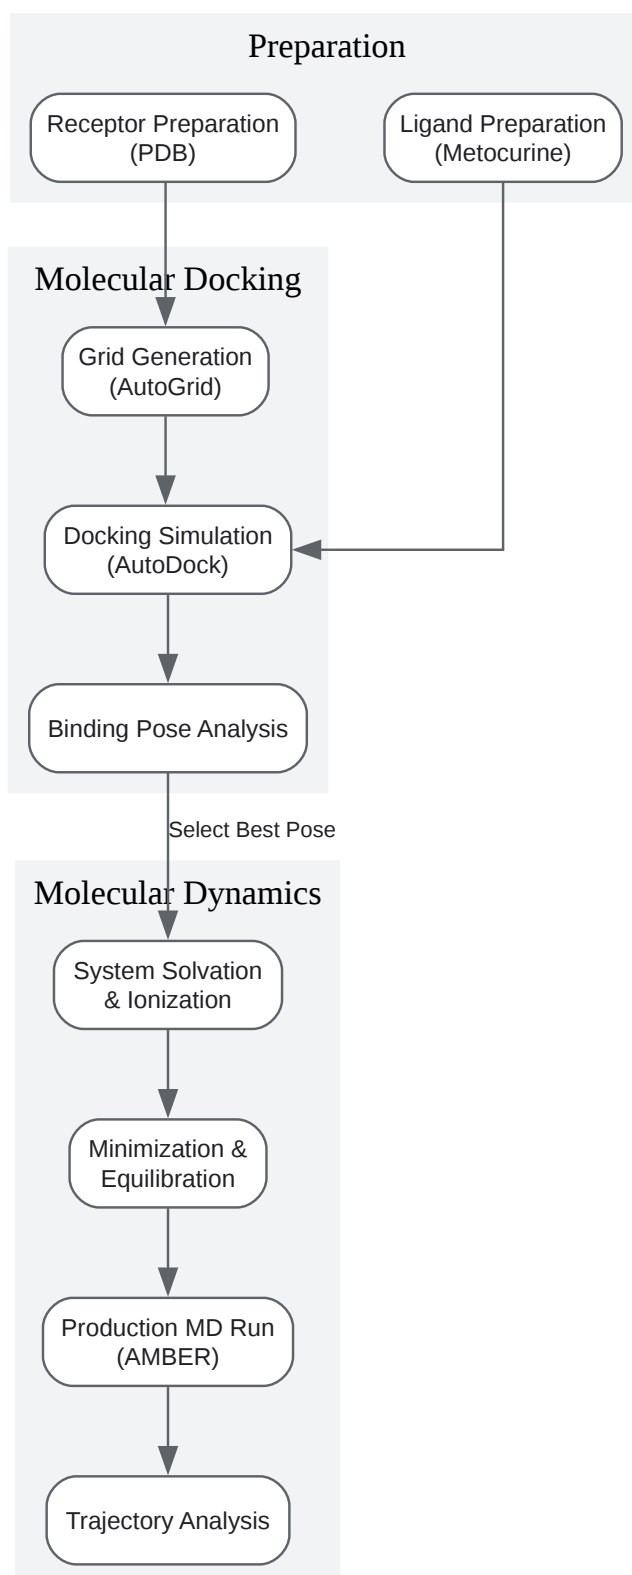 Preparation
Receptor Preparation
(PDB)
Ligand Preparation
(Metocurine)
Molecular Docking
Grid Generation
(AutoGrid)
Docking Simulation
(AutoDock)
Binding Pose Analysis
Select Best Pose
Molecular Dynamics
System Solvation
& Ionization
Minimization &
Equilibration
Production MD Run
(AMBER)
Trajectory Analysis